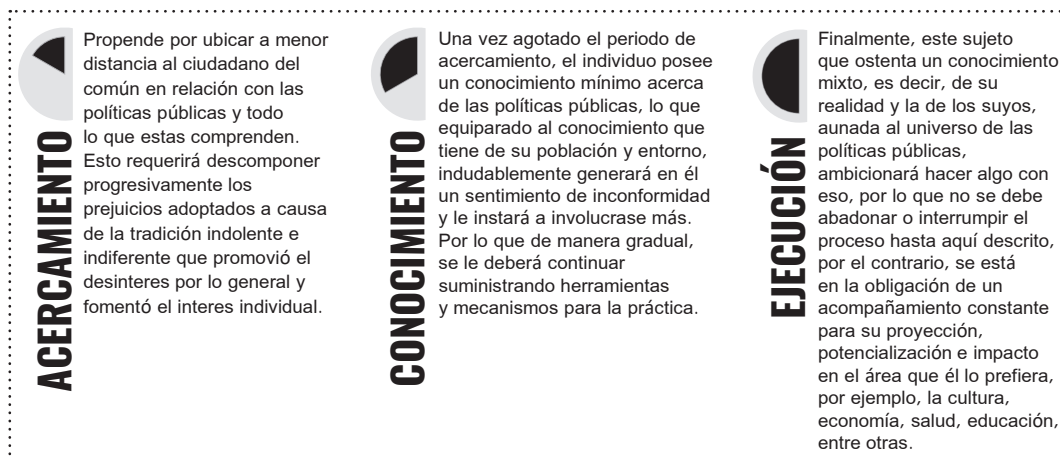 ACERCAMIENTO
Propende por ubicar a menor
distancia al ciudadano del
común en relación con las
políticas públicas y todo
lo que estas comprenden.
Esto requerirá descomponer
progresivamente los
prejuicios adoptados a causa
de la tradición indolente e
indiferente que promovió el
desinteres por lo general y
fomentó el interes individual.
CONOCIMIENTO
Una vez agotado el periodo de
acercamiento, el individuo posee
un conocimiento mínimo acerca
de las políticas públicas, lo que
equiparado al conocimiento que
tiene de su población y entorno,
indudablemente generará en él
un sentimiento de inconformidad
y le instará a involucrase más.
Por lo que de manera gradual,
se le deberá continuar
suministrando herramientas
y mecanismos para la práctica.
EJECUCIÓN
Finalmente, este sujeto
que ostenta un conocimiento
mixto, es decir, de su
realidad y la de los suyos,
aunada al universo de las
políticas públicas,
ambicionará hacer algo con
eso, por lo que no se debe
abadonar o interrumpir el
proceso hasta aquí descrito,
por el contrario, se está
en la obligación de un
acompañamiento constante
para su proyección,
potencialización e impacto
en el área que él lo prefiera,
por ejemplo, la cultura,
economía, salud, educación,
entre otras.